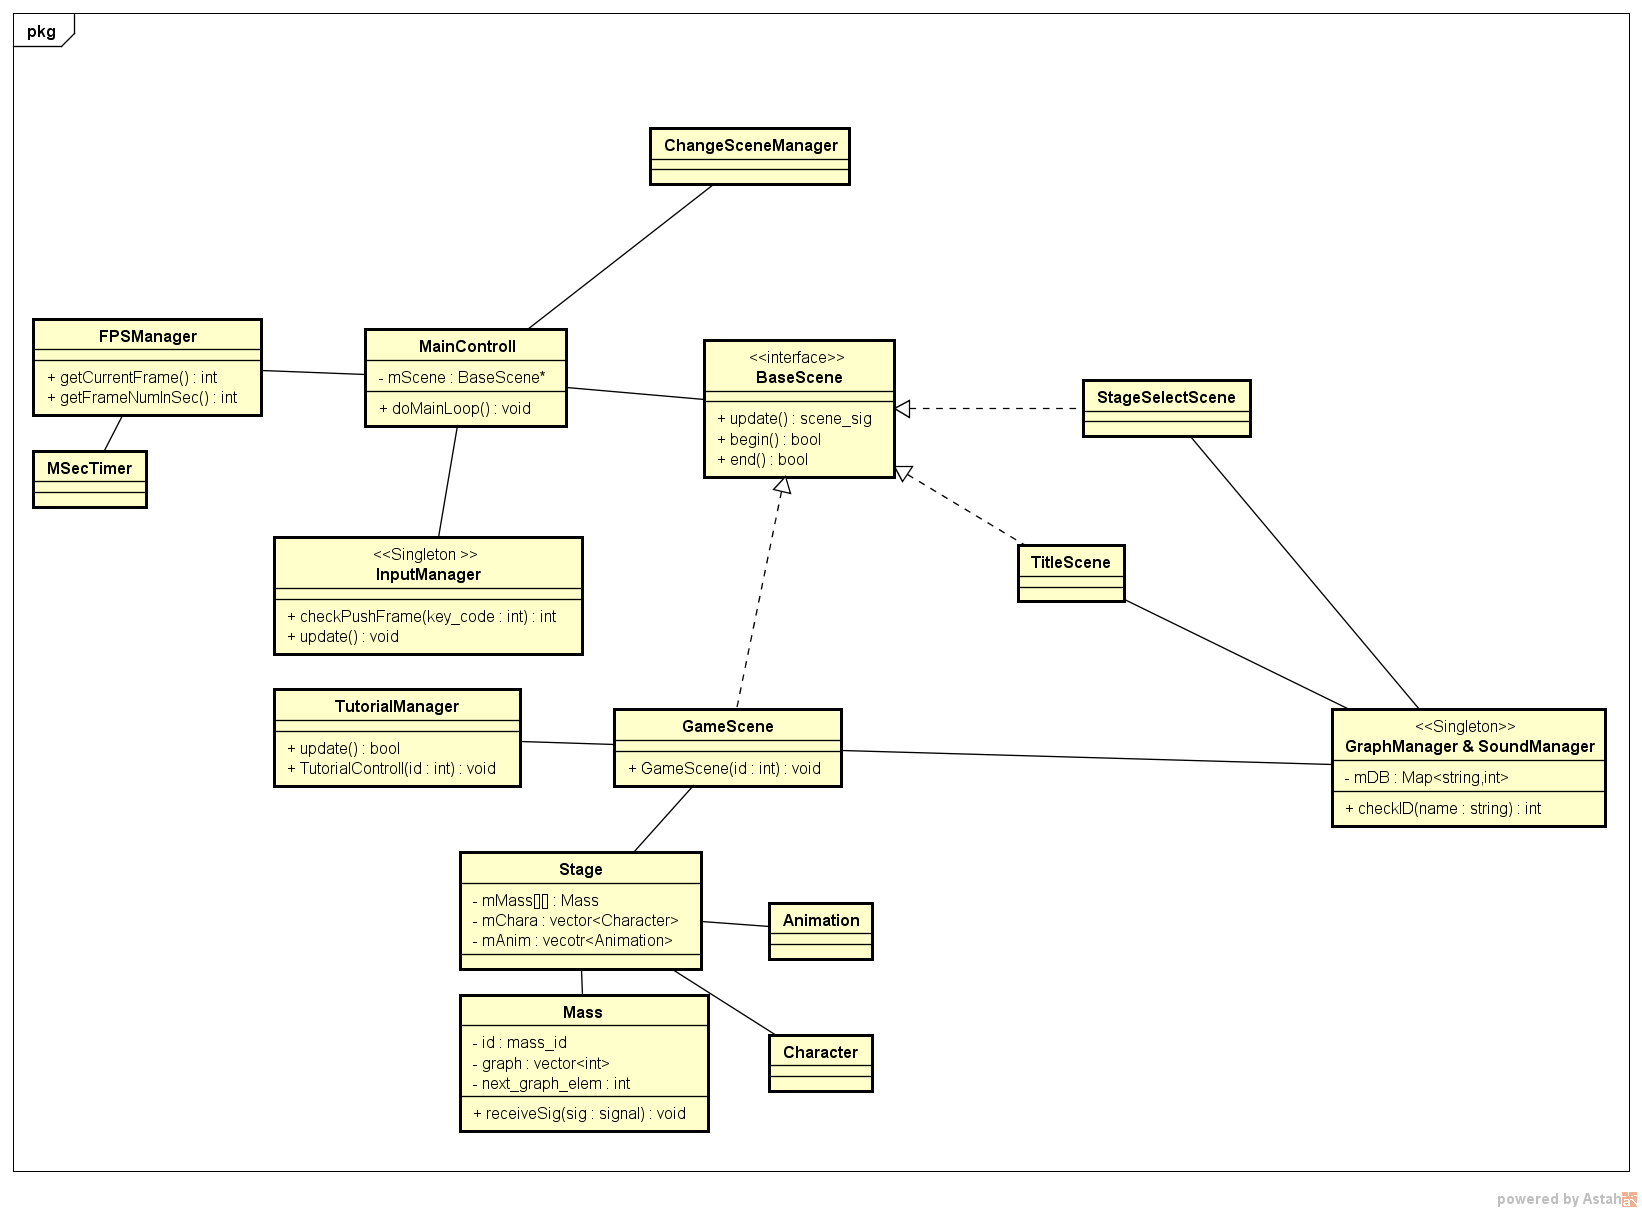 pkg
ChangeSceneManager
FPSManager
+ getCurrentFrame() : int
+ getFrameNumInSec() : int
MSecTimer
MainControll
- mScene : BaseScene*
+ doMainLoop() : void
<<interface>>
BaseScene
+ update() : scene_sig
+ begin() : bool
+ end() : bool
StageSelectScene
TitleScene
<<Singleton >>
InputManager
+ checkPushFrame(key_code : int) : int
+ update() : void
TutorialManager
+ update() : bool
+ TutorialControll(id : int) : void
GameScene
+ GameScene(id : int) : void
<<Singleton>>
GraphManager & SoundManager
- mDB : Map<string,int>
+ checkID(name : string) : int
Stage
- mMass[][] : Mass
- mChara : vector<Character>
- mAnim : vecotr<Animation>
Animation
Mass
- id : mass_id
- graph : vector<int>
- next_graph_elem : int
+ receiveSig(sig : signal) : void
Character
powered by Astah